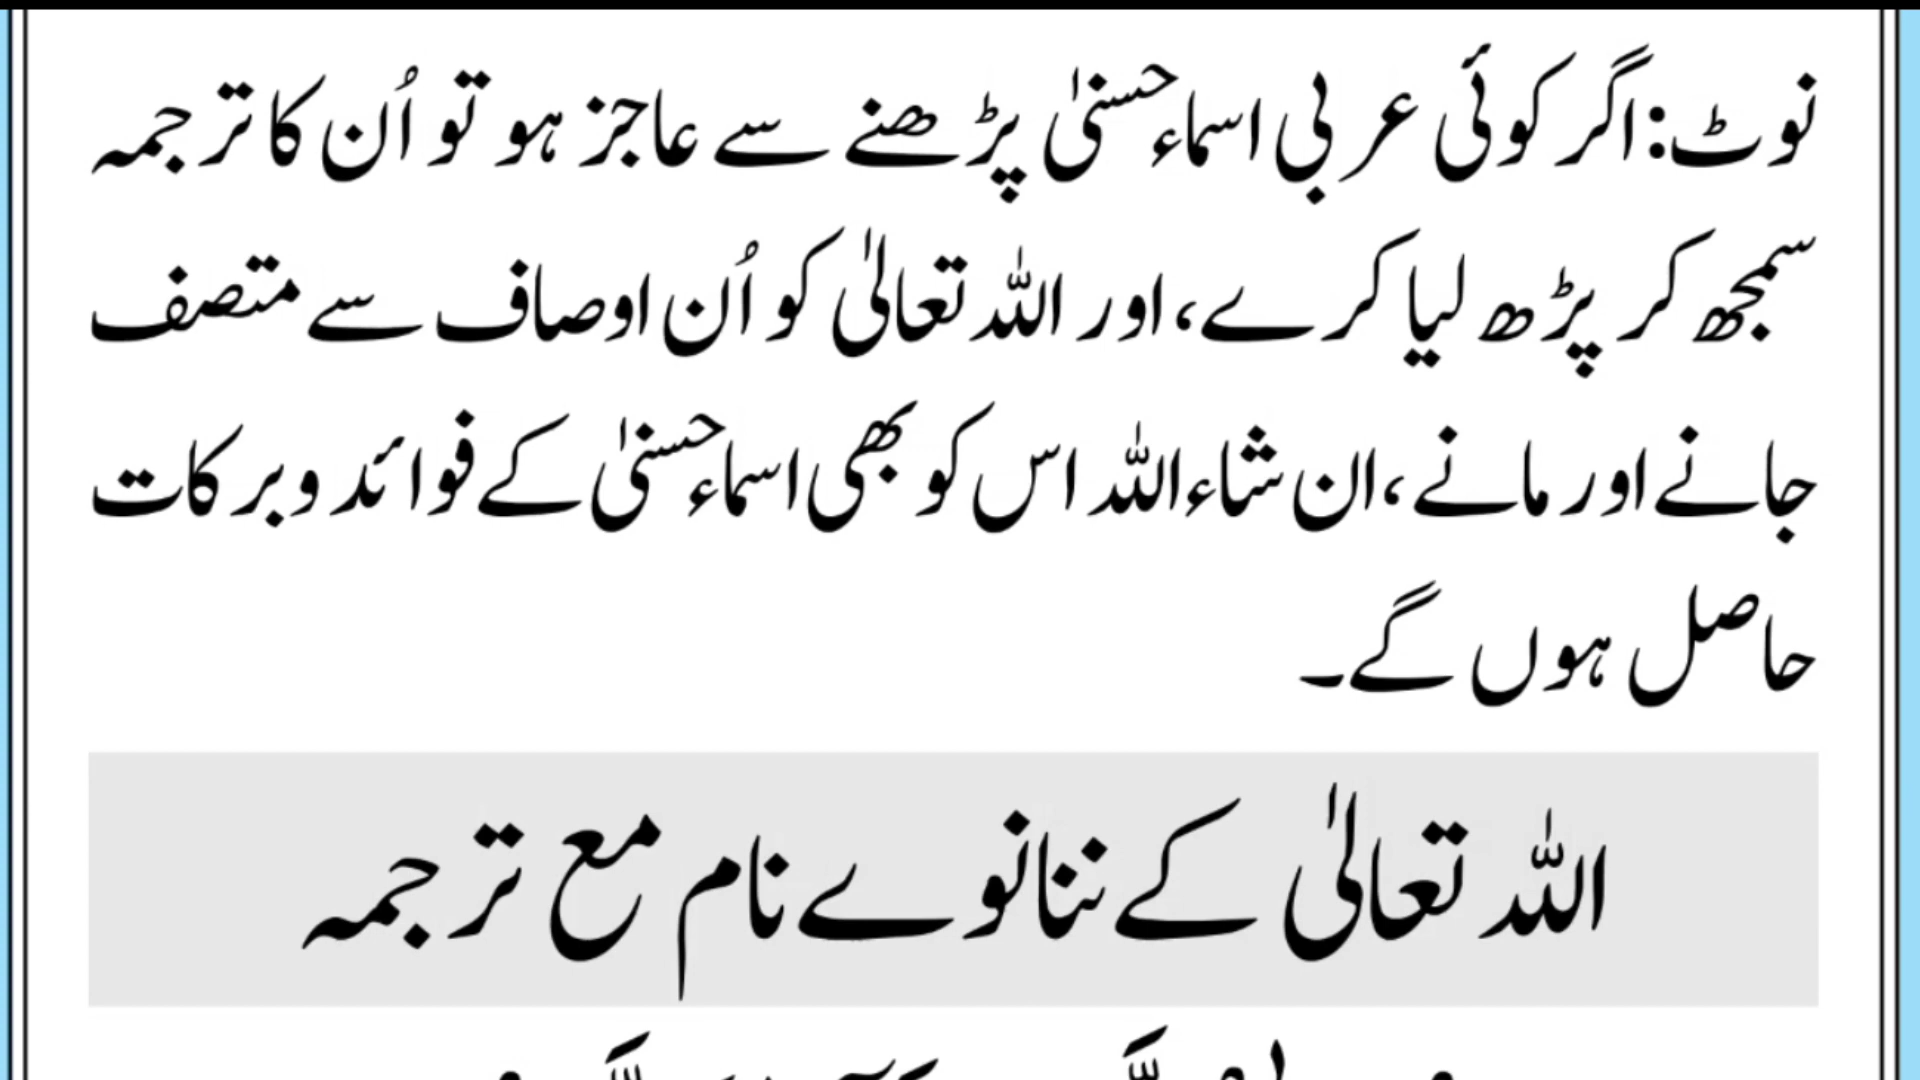 نوٹ: اگر کوئی عربی اسماء حسنیٰ پڑھنے سے عاجز ہو تو اُن کا ترجمہ
سمجھ کر پڑھ لیا کرے، اور اللہ تعالیٰ کو اُن اوصاف سے متصف
جانے اور مانے، ان شاء اللہ اس کو بھی اسماء حسنیٰ کے فوائد و برکات
حاصل ہوں گے۔
اللہ تعالیٰ کے ننانوے نام مع ترجمہ